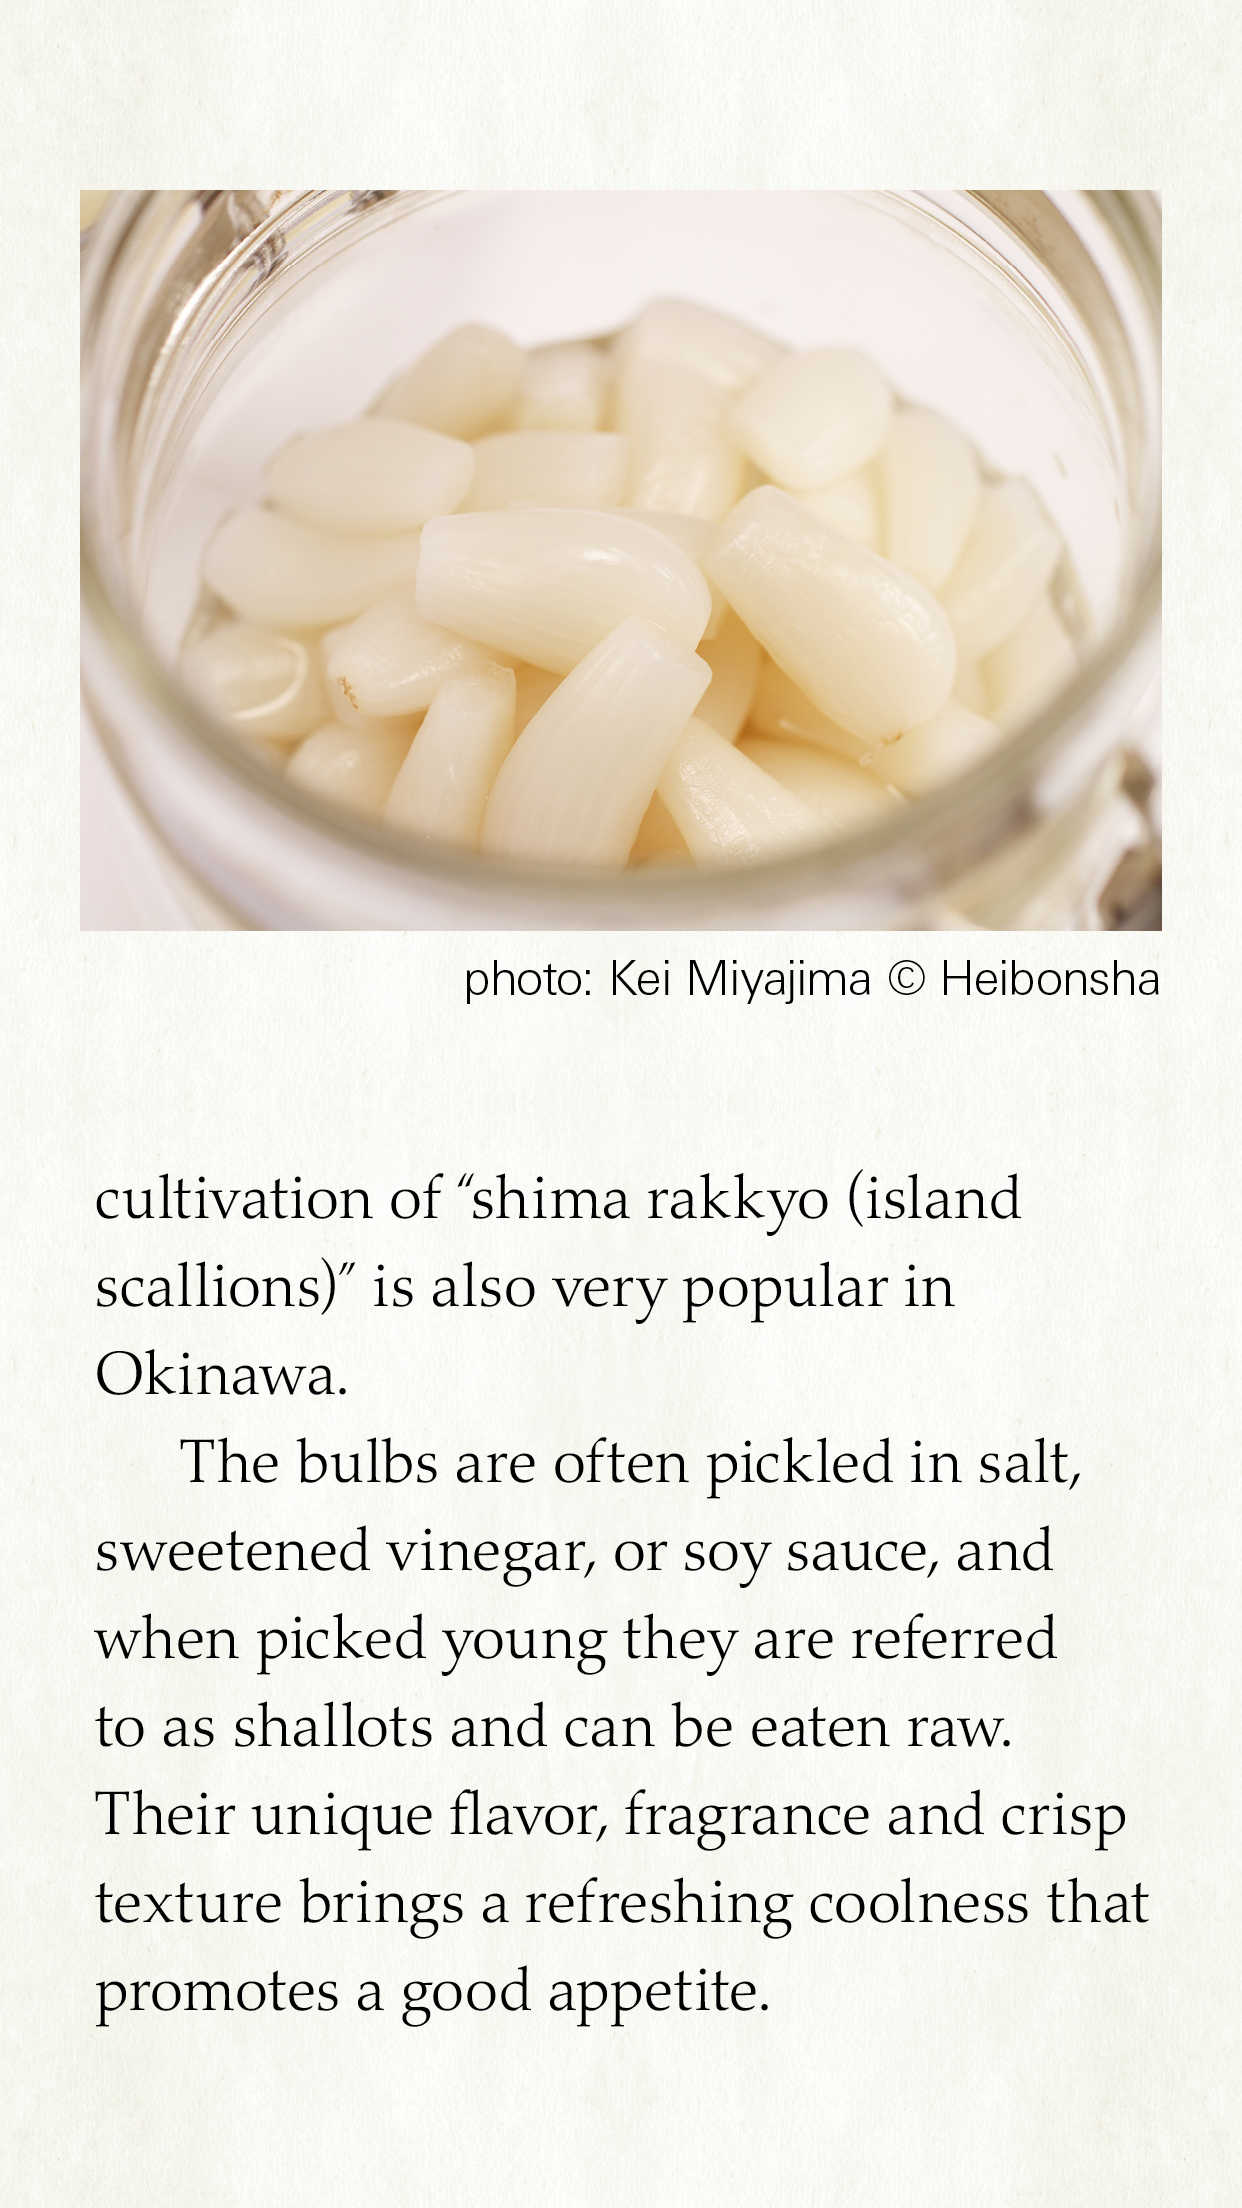 photo: Kei Miyajima © Heibonsha
cultivation of “shima rakkyo (island
scallions)” is also very popular in
Okinawa.
The bulbs are often pickled in salt,
sweetened vinegar, or soy sauce, and
when picked young they are referred
to as shallots and can be eaten raw.
Their unique flavor, fragrance and crisp
texture brings a refreshing coolness that
promotes a good appetite.